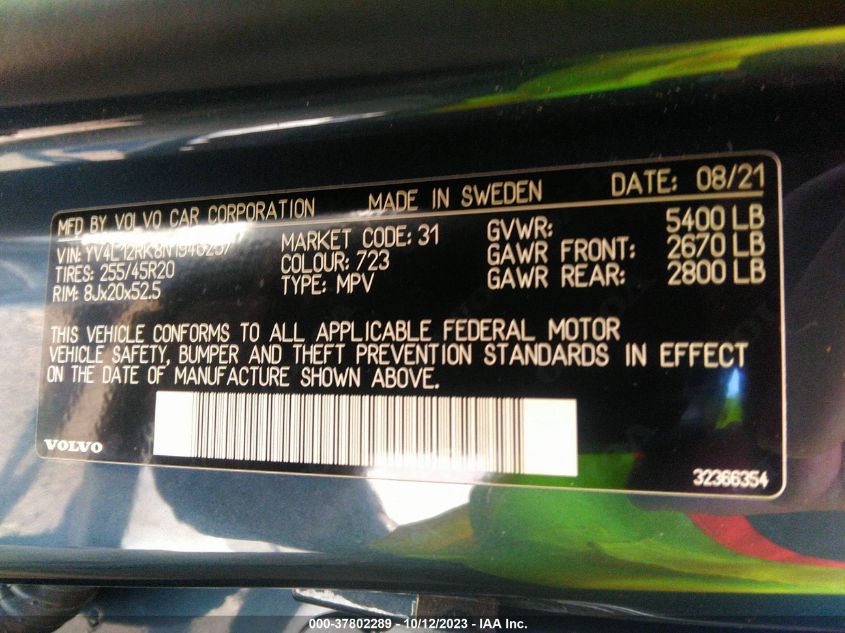 MFD BY VOLVO CAR CORPORATION MADE IN SWEDEN DATE: 08/21
VIN: MARKET CODE: 31 GVWR: 5400 LB
TIRES: 255/45R20 COLOUR: 723 GAWR FRONT: 2670 LB
RIM: 8Jx20x52.5 TYPE: MPV GAWR REAR: 2800 LB
THIS VEHICLE CONFORMS TO ALL APPLICABLE FEDERAL MOTOR
VEHICLE SAFETY, BUMPER AND THEFT PREVENTION STANDARDS IN EFFECT
ON THE DATE OF MANUFACTURE SHOWN ABOVE.
VOLVO
32366354
000-37802289 - 10/12/2023 - IAA Inc.